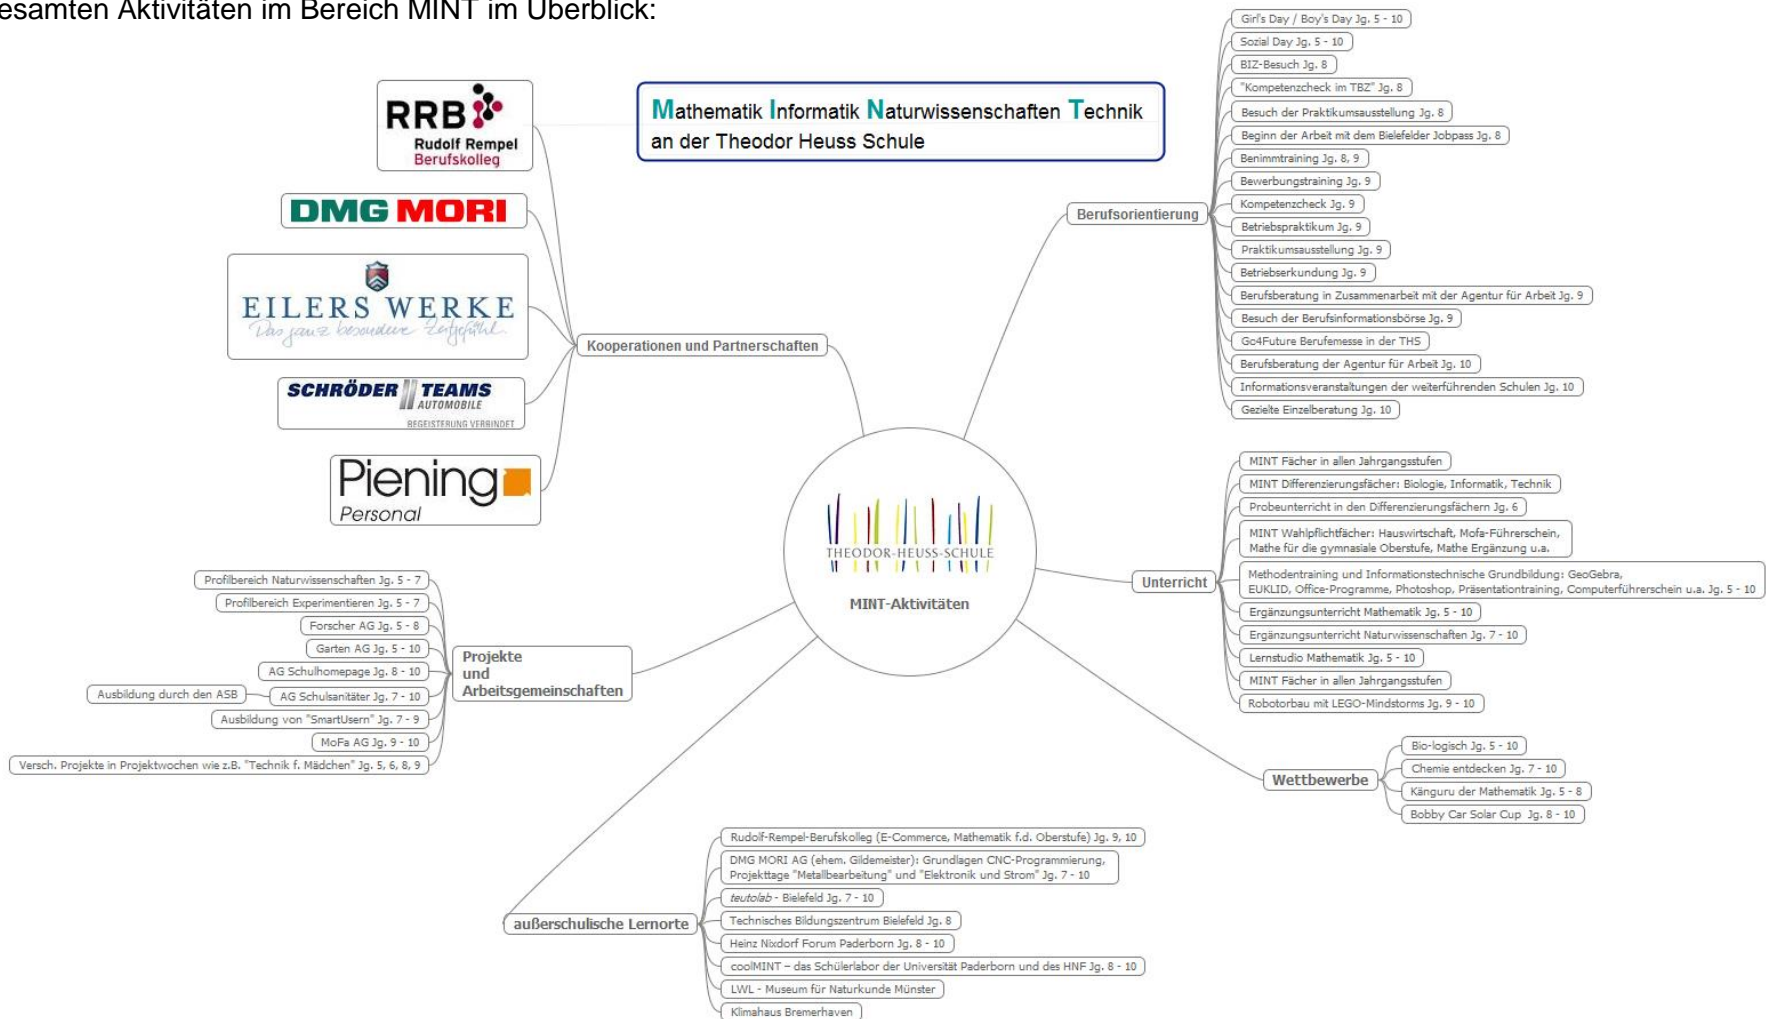 esamten Aktivitäten im Bereich MINT im Überblick:
RRB
Rudolf Rempel
Berufskolleg
DMG MORI
EILERS WERKE
Das ganz besondere Zeitgefühl
SCHRÖDER TEAMS
AUTOMOBILE
BEGEISTERUNG VERBINDET
Piening
Personal
Mathematik Informatik Naturwissenschaften Technik
an der Theodor Heuss Schule
Kooperationen und Partnerschaften
Berufsorientierung
Girl's Day / Boy's Day Jg. 5 - 10
Sozial Day Jg. 5 - 10
BIZ-Besuch Jg. 8
"Kompetenzcheck im TBZ" Jg. 8
Besuch der Praktikumsausstellung Jg. 8
Beginn der Arbeit mit dem Bielefelder Jobpass Jg. 8
Benimmtraining Jg. 8, 9
Bewerbungstraining Jg. 9
Kompetenzcheck Jg. 9
Betriebspraktikum Jg. 9
Praktikumsausstellung Jg. 9
Betriebserkundung Jg. 9
Berufsberatung in Zusammenarbeit mit der Agentur für Arbeit Jg. 9
Besuch der Berufsinformationsbörse Jg. 9
Go4Future Berufemesse in der THS
Berufsberatung der Agentur für Arbeit Jg. 10
Informationsveranstaltungen der weiterführenden Schulen Jg. 10
Gezielte Einzelberatung Jg. 10
THEODOR-HEUSS-SCHULE
MINT-Aktivitäten
Unterricht
MINT Fächer in allen Jahrgangsstufen
MINT Differenzierungsfächer: Biologie, Informatik, Technik
Probeunterricht in den Differenzierungsfächern Jg. 6
MINT Wahlpflichtfächer: Hauswirtschaft, Mofa-Führerschein,
Mathe für die gymnasiale Oberstufe, Mathe Ergänzung u.a.
Methodentraining und Informationstechnische Grundbildung: GeoGebra,
EUKLID, Office-Programme, Photoshop, Präsentationtraining, Computerführerschein u.a. Jg. 5 - 10
Ergänzungsunterricht Mathematik Jg. 5 - 10
Ergänzungsunterricht Naturwissenschaften Jg. 7 - 10
Lernstudio Mathematik Jg. 5 - 10
MINT Fächer in allen Jahrgangsstufen
Robotorbau mit LEGO-Mindstorms Jg. 9 - 10
Projekte
und
Arbeitsgemeinschaften
Profilbereich Naturwissenschaften Jg. 5 - 7
Profilbereich Experimentieren Jg. 5 - 7
Forscher AG Jg. 5 - 8
Garten AG Jg. 5 - 10
AG Schulhomepage Jg. 8 - 10
Ausbildung durch den ASB
AG Schulsanitäter Jg. 7 - 10
Ausbildung von "SmartUsern" Jg. 7 - 9
MoFa AG Jg. 9 - 10
Versch. Projekte in Projektwochen wie z.B. "Technik f. Mädchen" Jg. 5, 6, 8, 9
Wettbewerbe
Bio-logisch Jg. 5 - 10
Chemie entdecken Jg. 7 - 10
Känguru der Mathematik Jg. 5 - 8
Bobby Car Solar Cup Jg. 8 - 10
außerschulische Lernorte
Rudolf-Rempel-Berufskolleg (E-Commerce, Mathematik f.d. Oberstufe) Jg. 9, 10
DMG MORI AG (ehem. Gildemeister): Grundlagen CNC-Programmierung,
Projekttage "Metallbearbeitung" und "Elektronik und Strom" Jg. 7 - 10
teutolab - Bielefeld Jg. 7 - 10
Technisches Bildungszentrum Bielefeld Jg. 8
Heinz Nixdorf Forum Paderborn Jg. 8 - 10
coolMINT – das Schülerlabor der Universität Paderborn und des HNF Jg. 8 - 10
LWL - Museum für Naturkunde Münster
Klimahaus Bremerhaven